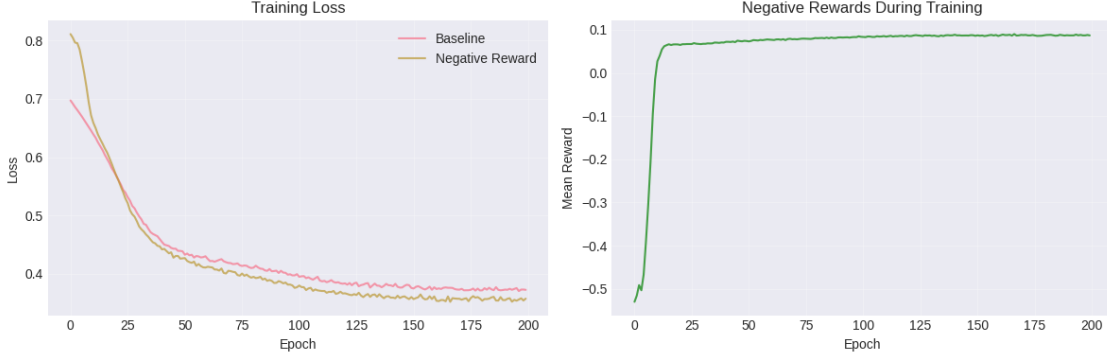 Training Loss
0.8
0.7
0.6
0.5
0.4
Loss
Baseline
Negative Reward
0 25 50 75 100 125 150 175 200
Epoch
Negative Rewards During Training
0.1
0.0
−0.1
−0.2
−0.3
−0.4
−0.5
Mean Reward
0 25 50 75 100 125 150 175 200
Epoch